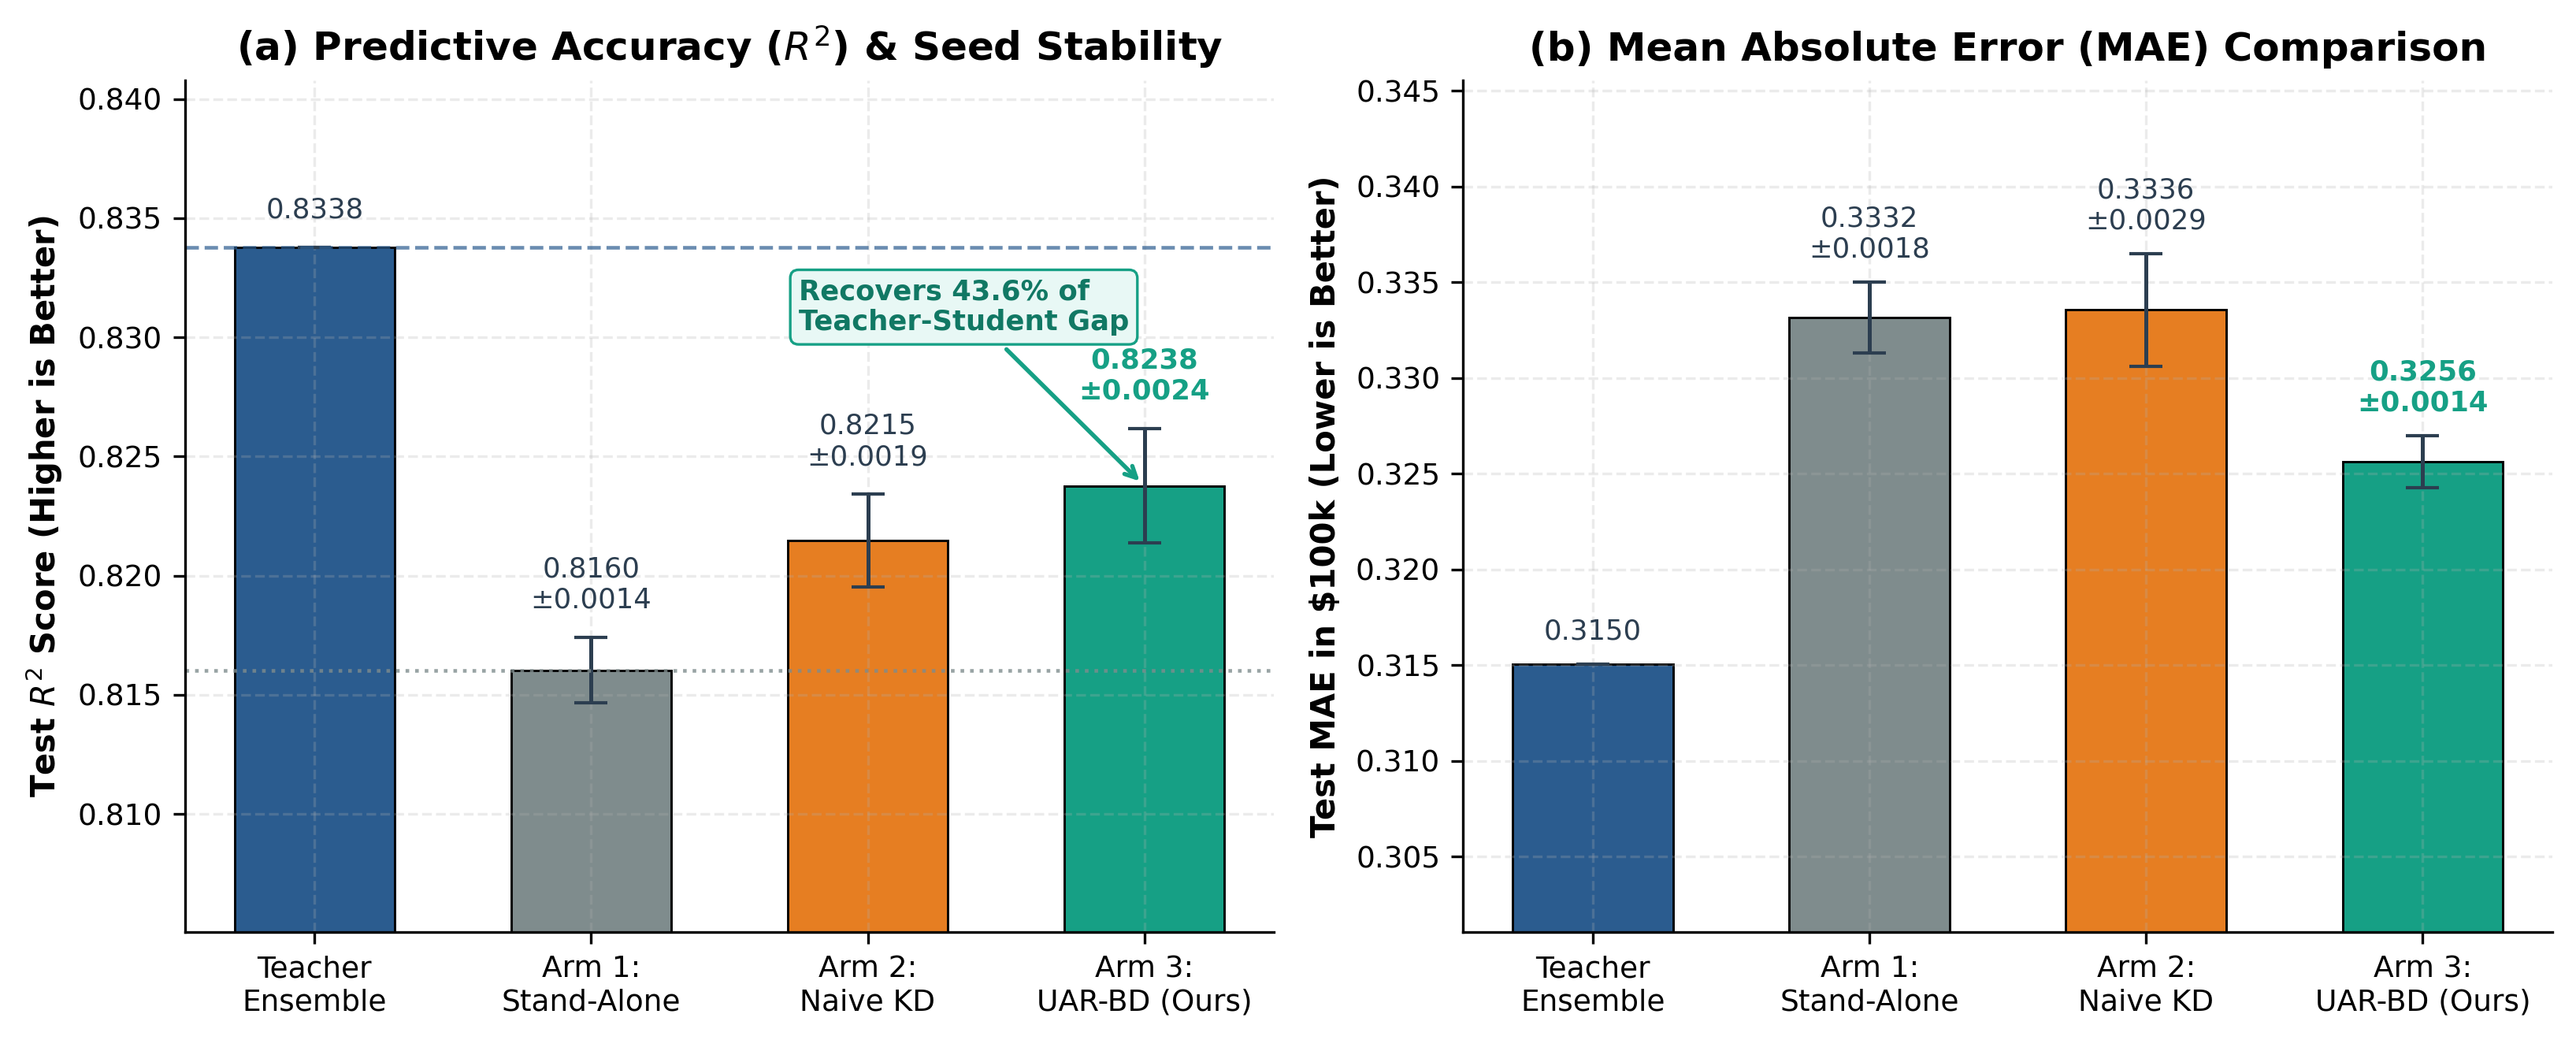 (a) Predictive Accuracy (R²) & Seed Stability
Test R² Score (Higher is Better)
0.840
0.835
0.830
0.825
0.820
0.815
0.810
0.8338
0.8160
±0.0014
0.8215
±0.0019
Recovers 43.6% of
Teacher-Student Gap
0.8238
±0.0024
Teacher
Ensemble
Arm 1:
Stand-Alone
Arm 2:
Naive KD
Arm 3:
UAR-BD (Ours)
(b) Mean Absolute Error (MAE) Comparison
Test MAE in $100k (Lower is Better)
0.345
0.340
0.335
0.330
0.325
0.320
0.315
0.310
0.305
0.3150
0.3332
±0.0018
0.3336
±0.0029
0.3256
±0.0014
Teacher
Ensemble
Arm 1:
Stand-Alone
Arm 2:
Naive KD
Arm 3:
UAR-BD (Ours)